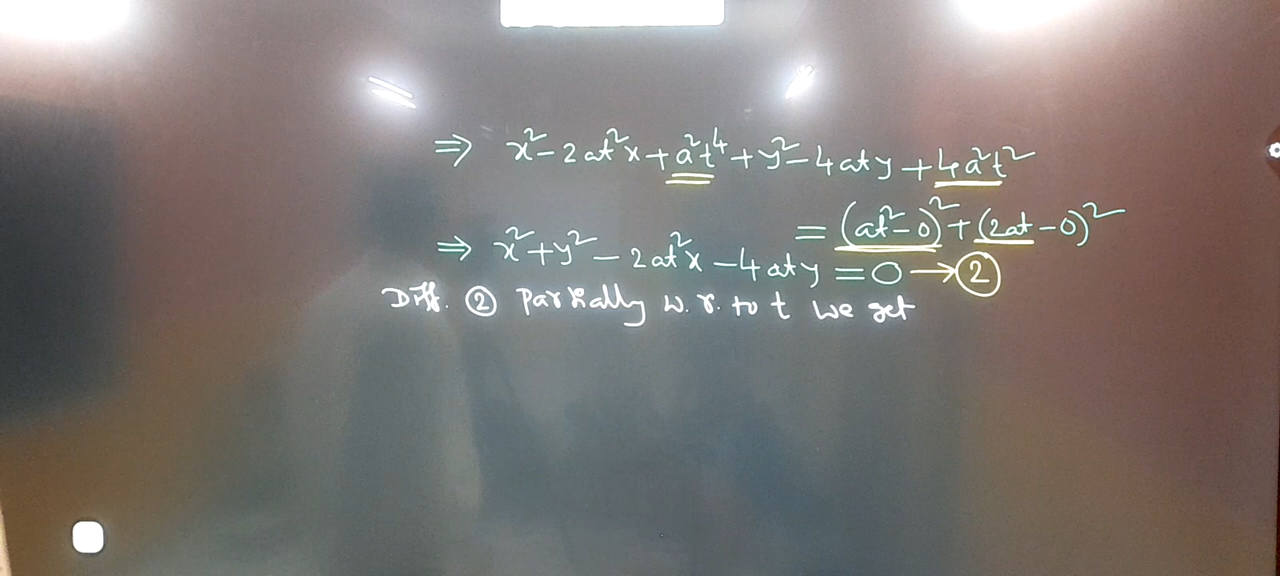 ⇒ x²-2at²x+a²t⁴+y²-4aty+4a²t²
= (at²-0)²+(2at-0)²
⇒ x²+y²-2at²x-4aty=0→②
Diff. ② partially w.r.to t we get